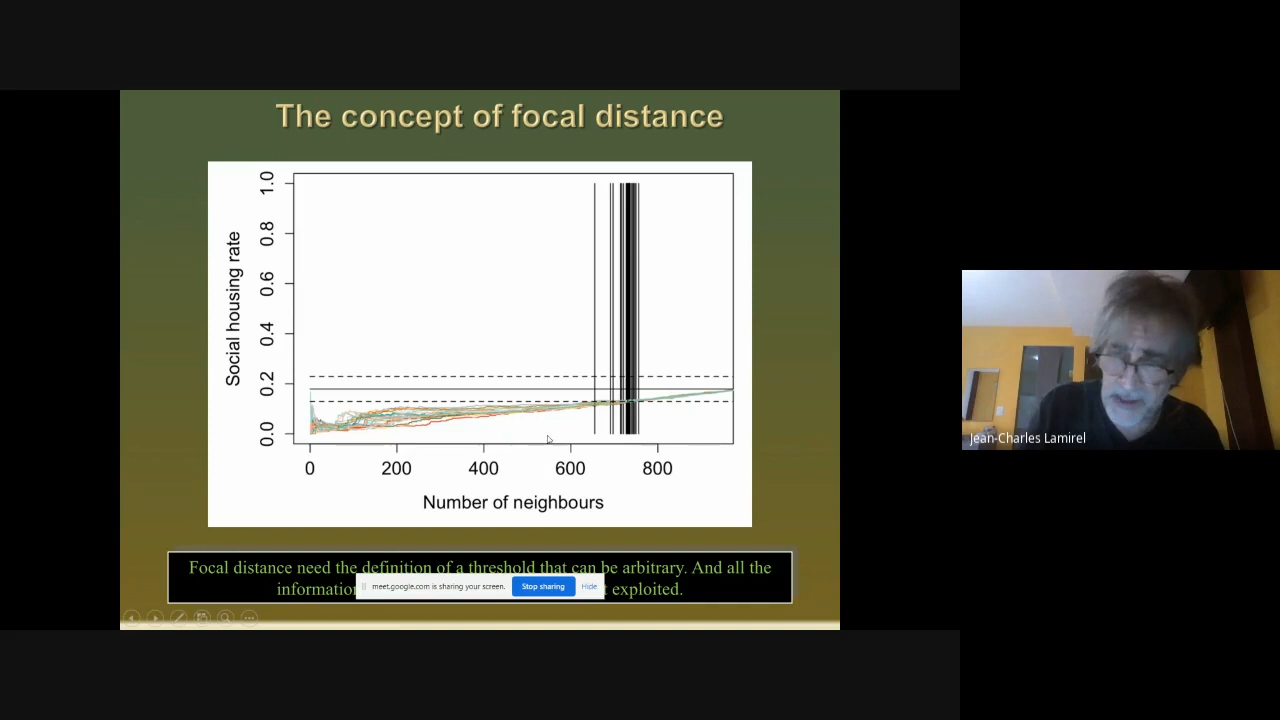 The concept of focal distance
Social housing rate
1.0
0.8
0.6
0.4
0.2
0.0
0
200
400
600
800
Number of neighbours
Focal distance need the definition of a threshold that can be arbitrary. And all the
information
exploited.
meet.google.com is sharing your screen.
Stop sharing
Hide
Jean-Charles Lamirel